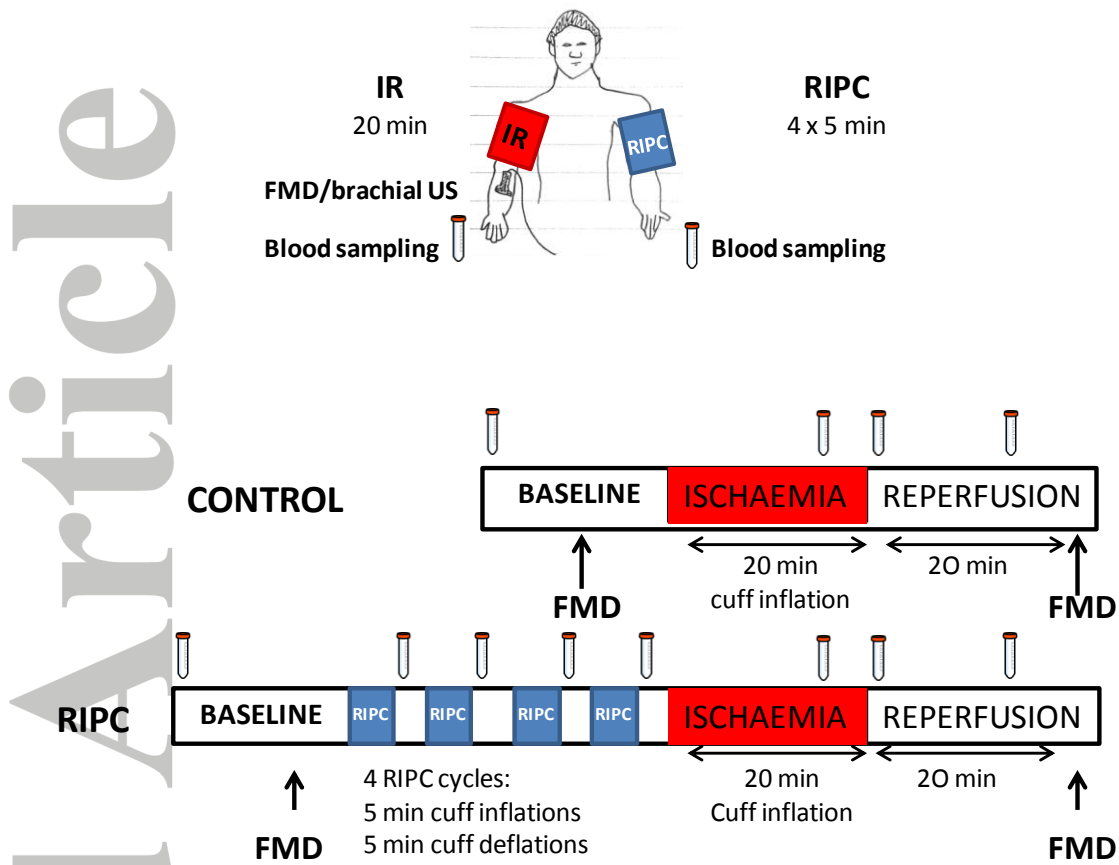 IR
20 min
RIPC
4 x 5 min
IR
RIPC
FMD/brachial US
Blood sampling
Blood sampling
Article
CONTROL
BASELINE
ISCHAEMIA
REPERFUSION
20 min
cuff inflation
2O min
FMD
FMD
RIPC
BASELINE
RIPC
RIPC
RIPC
RIPC
ISCHAEMIA
REPERFUSION
4 RIPC cycles:
5 min cuff inflations
5 min cuff deflations
20 min
Cuff inflation
2O min
FMD
FMD